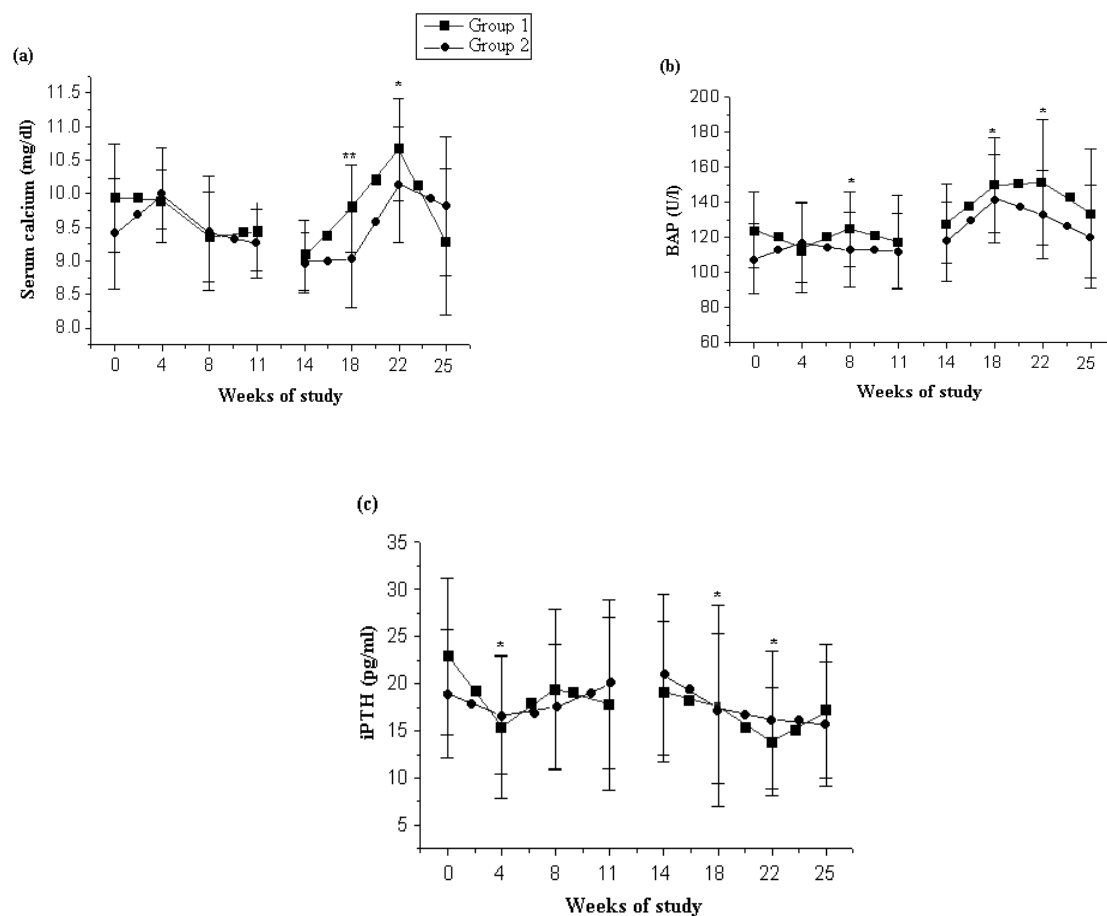 Group 1
Group 2
(a)
*
**
11.5
11.0
10.5
10.0
9.5
9.0
8.5
8.0
Serum calcium (mg/dl)
0 4 8 11 14 18 22 25
Weeks of study
(b)
* * *
200
180
160
140
120
100
80
60
BAP (U/l)
0 4 8 11 14 18 22 25
Weeks of study
(c)
* * *
35
30
25
20
15
10
5
iPTH (pg/ml)
0 4 8 11 14 18 22 25
Weeks of study